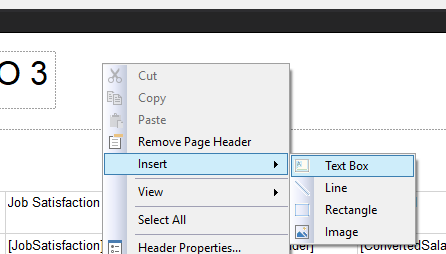 O 3
Cut
Copy
Paste
Remove Page Header
Insert
Text Box
View
Line
Select All
Rectangle
Header Properties...
Image
Job Satisfaction
[JobSatisfaction]
[ConvertedSala